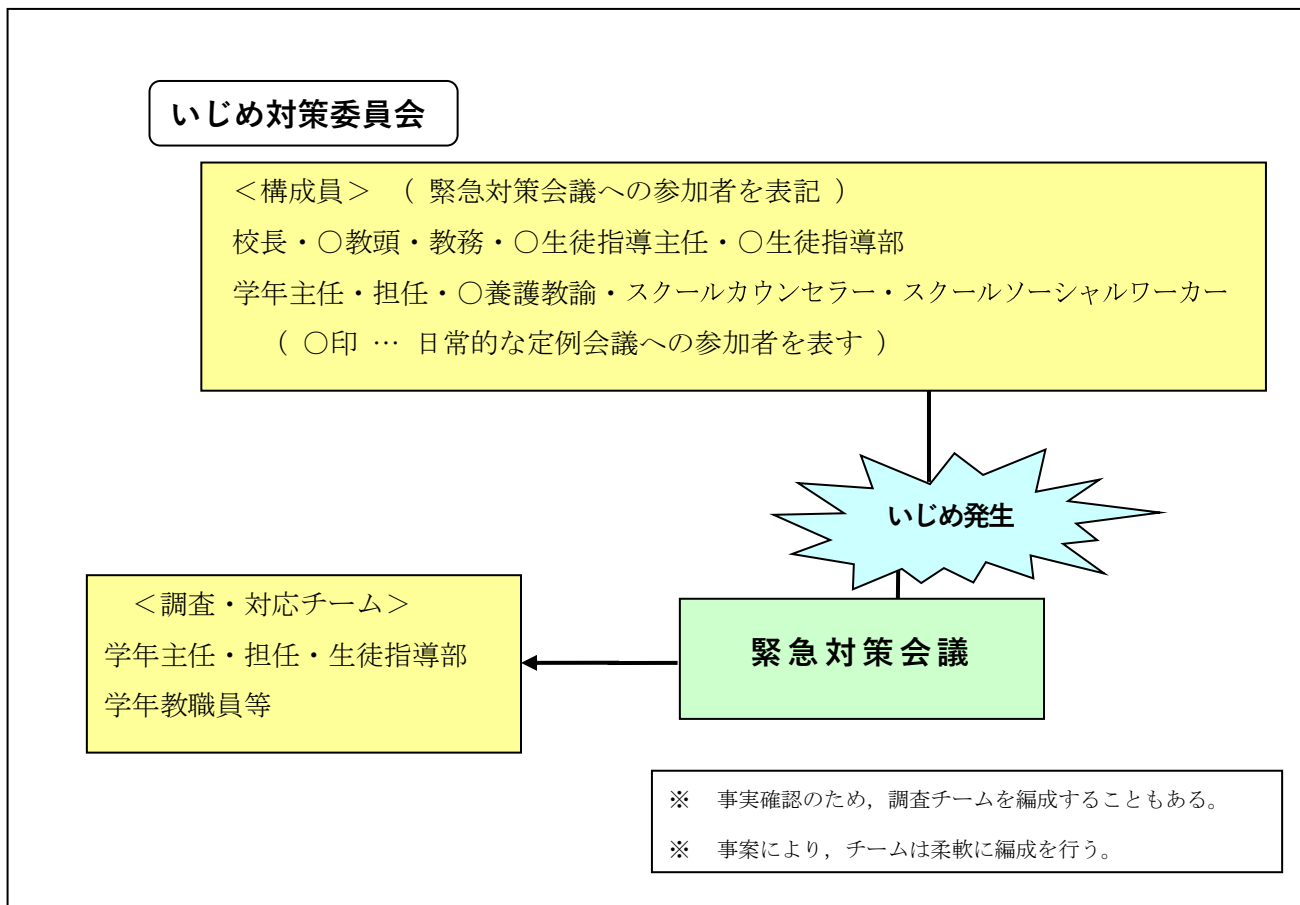 いじめ対策委員会
＜構成員＞ （ 緊急対策会議への参加者を表記 ）
校長・〇教頭・教務・〇生徒指導主任・〇生徒指導部
学年主任・担任・〇養護教諭・スクールカウンセラー・スクールソーシャルワーカー
（ 〇印 … 日常的な定例会議への参加者を表す ）
いじめ発生
＜調査・対応チーム＞
学年主任・担任・生徒指導部
学年教職員等
緊急対策会議
※ 事実確認のため，調査チームを編成することもある。
※ 事案により，チームは柔軟に編成を行う。